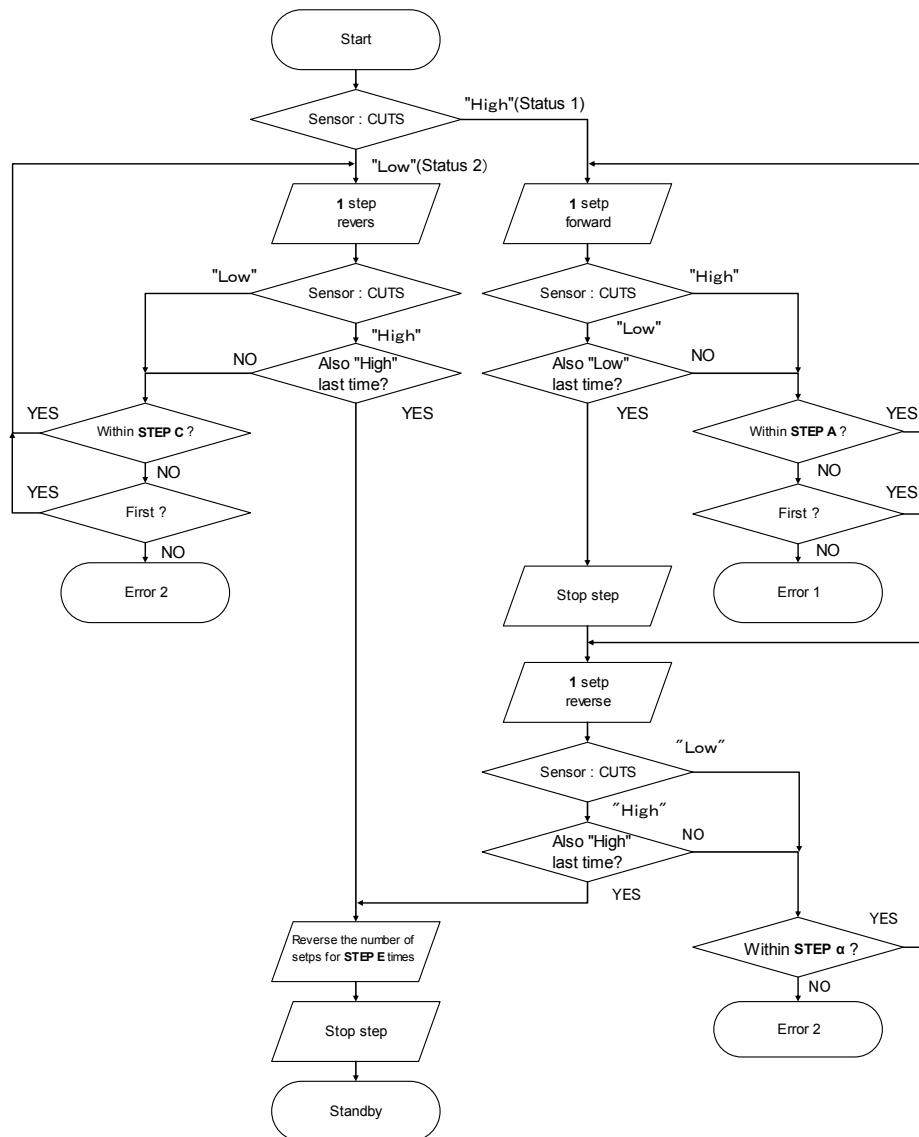 Start
Sensor : CUTS
"High"(Status 1)
"Low"(Status 2)
1 step
revers
1 setp
forward
"Low"
Sensor : CUTS
"High"
Sensor : CUTS
"High"
"Low"
NO
Also "High"
last time?
YES
Also "Low"
last time?
NO
YES
YES
Within STEP C ?
NO
Within STEP A ?
YES
NO
YES
First ?
NO
First ?
YES
NO
Error 2
Stop step
Error 1
1 setp
reverse
Sensor : CUTS
"Low"
"High"
Also "High"
last time?
NO
YES
Reverse the number of
setps for STEP E times
Within STEP α ?
YES
NO
Stop step
Error 2
Standby